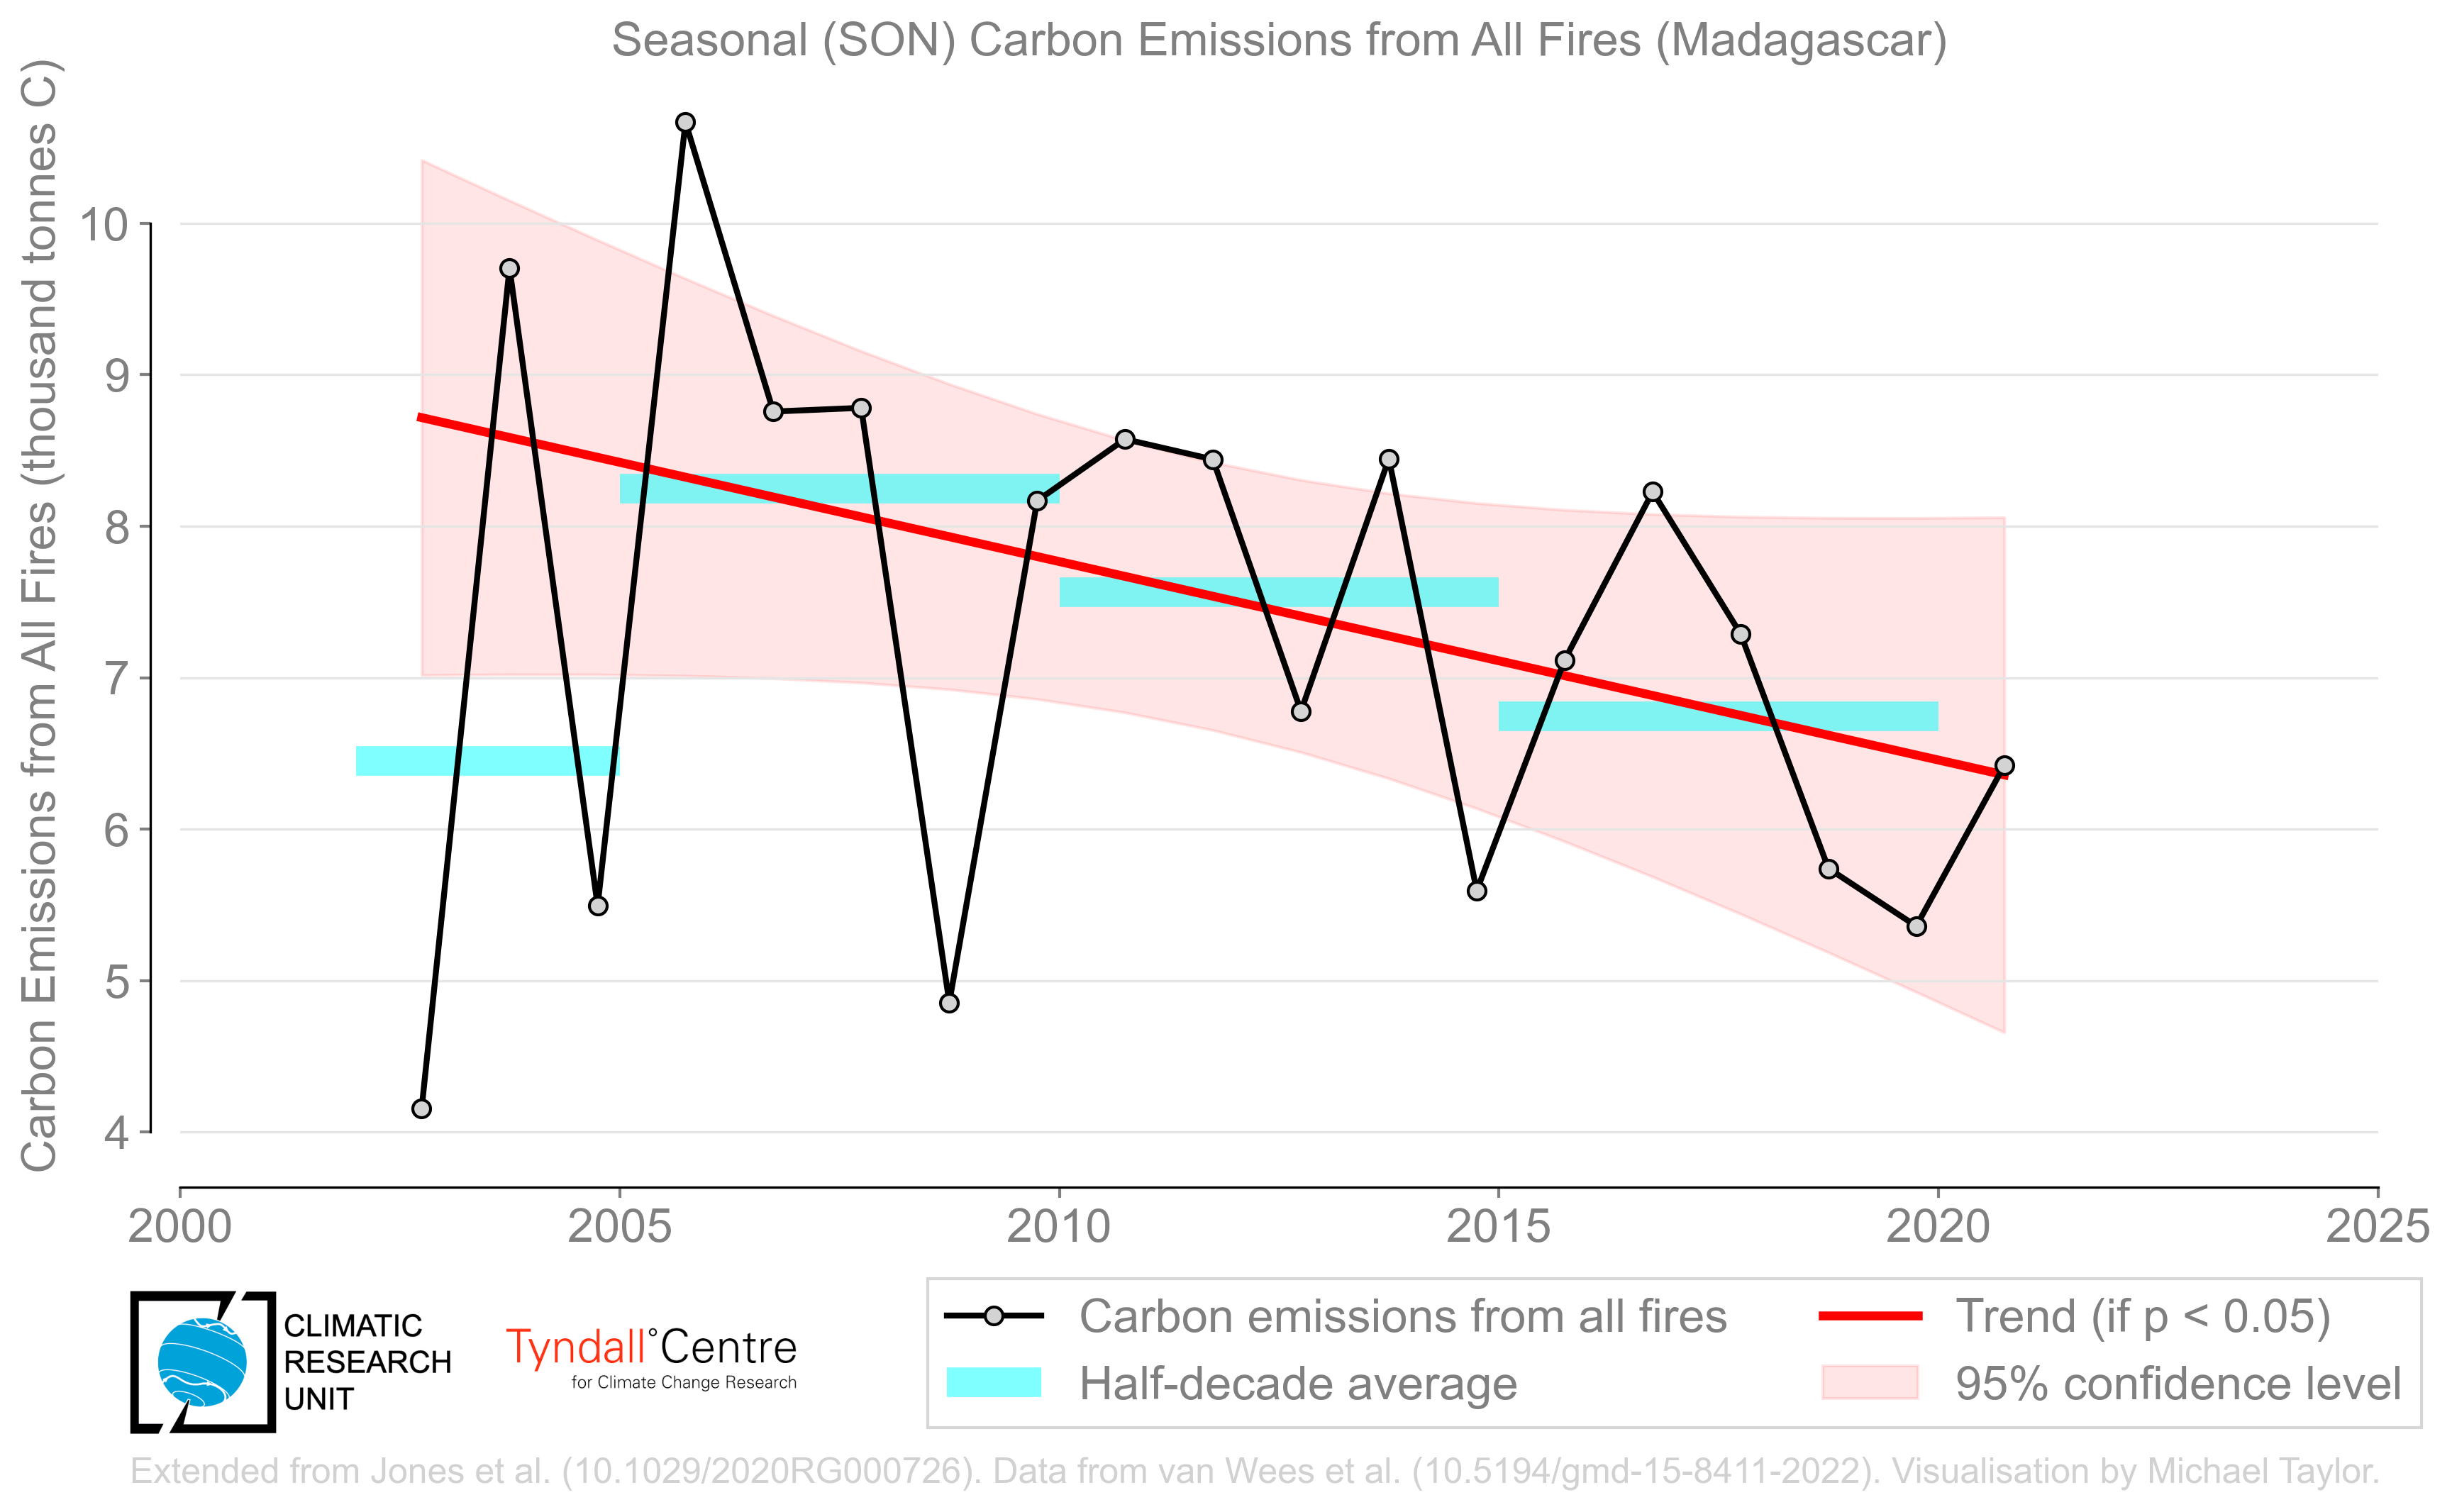 Seasonal (SON) Carbon Emissions from All Fires (Madagascar)
Carbon Emissions from All Fires (thousand tonnes C)
10
9
8
7
6
5
4
2000 2005 2010 2015 2020 2025
CLIMATIC
RESEARCH
UNIT
Tyndall°Centre
for Climate Change Research
Carbon emissions from all fires
Half-decade average
Trend (if p < 0.05)
95% confidence level
Extended from Jones et al. (10.1029/2020RG000726). Data from van Wees et al. (10.5194/gmd-15-8411-2022). Visualisation by Michael Taylor.